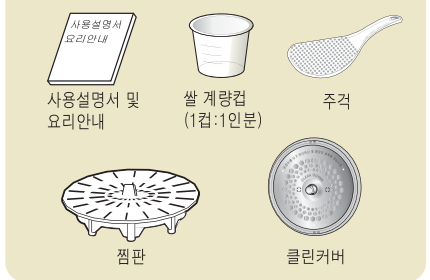 사용설명서
요리안내
사용설명서 및
요리안내
쌀 계량컵
(1컵:1인분)
주걱
찜판
클린커버